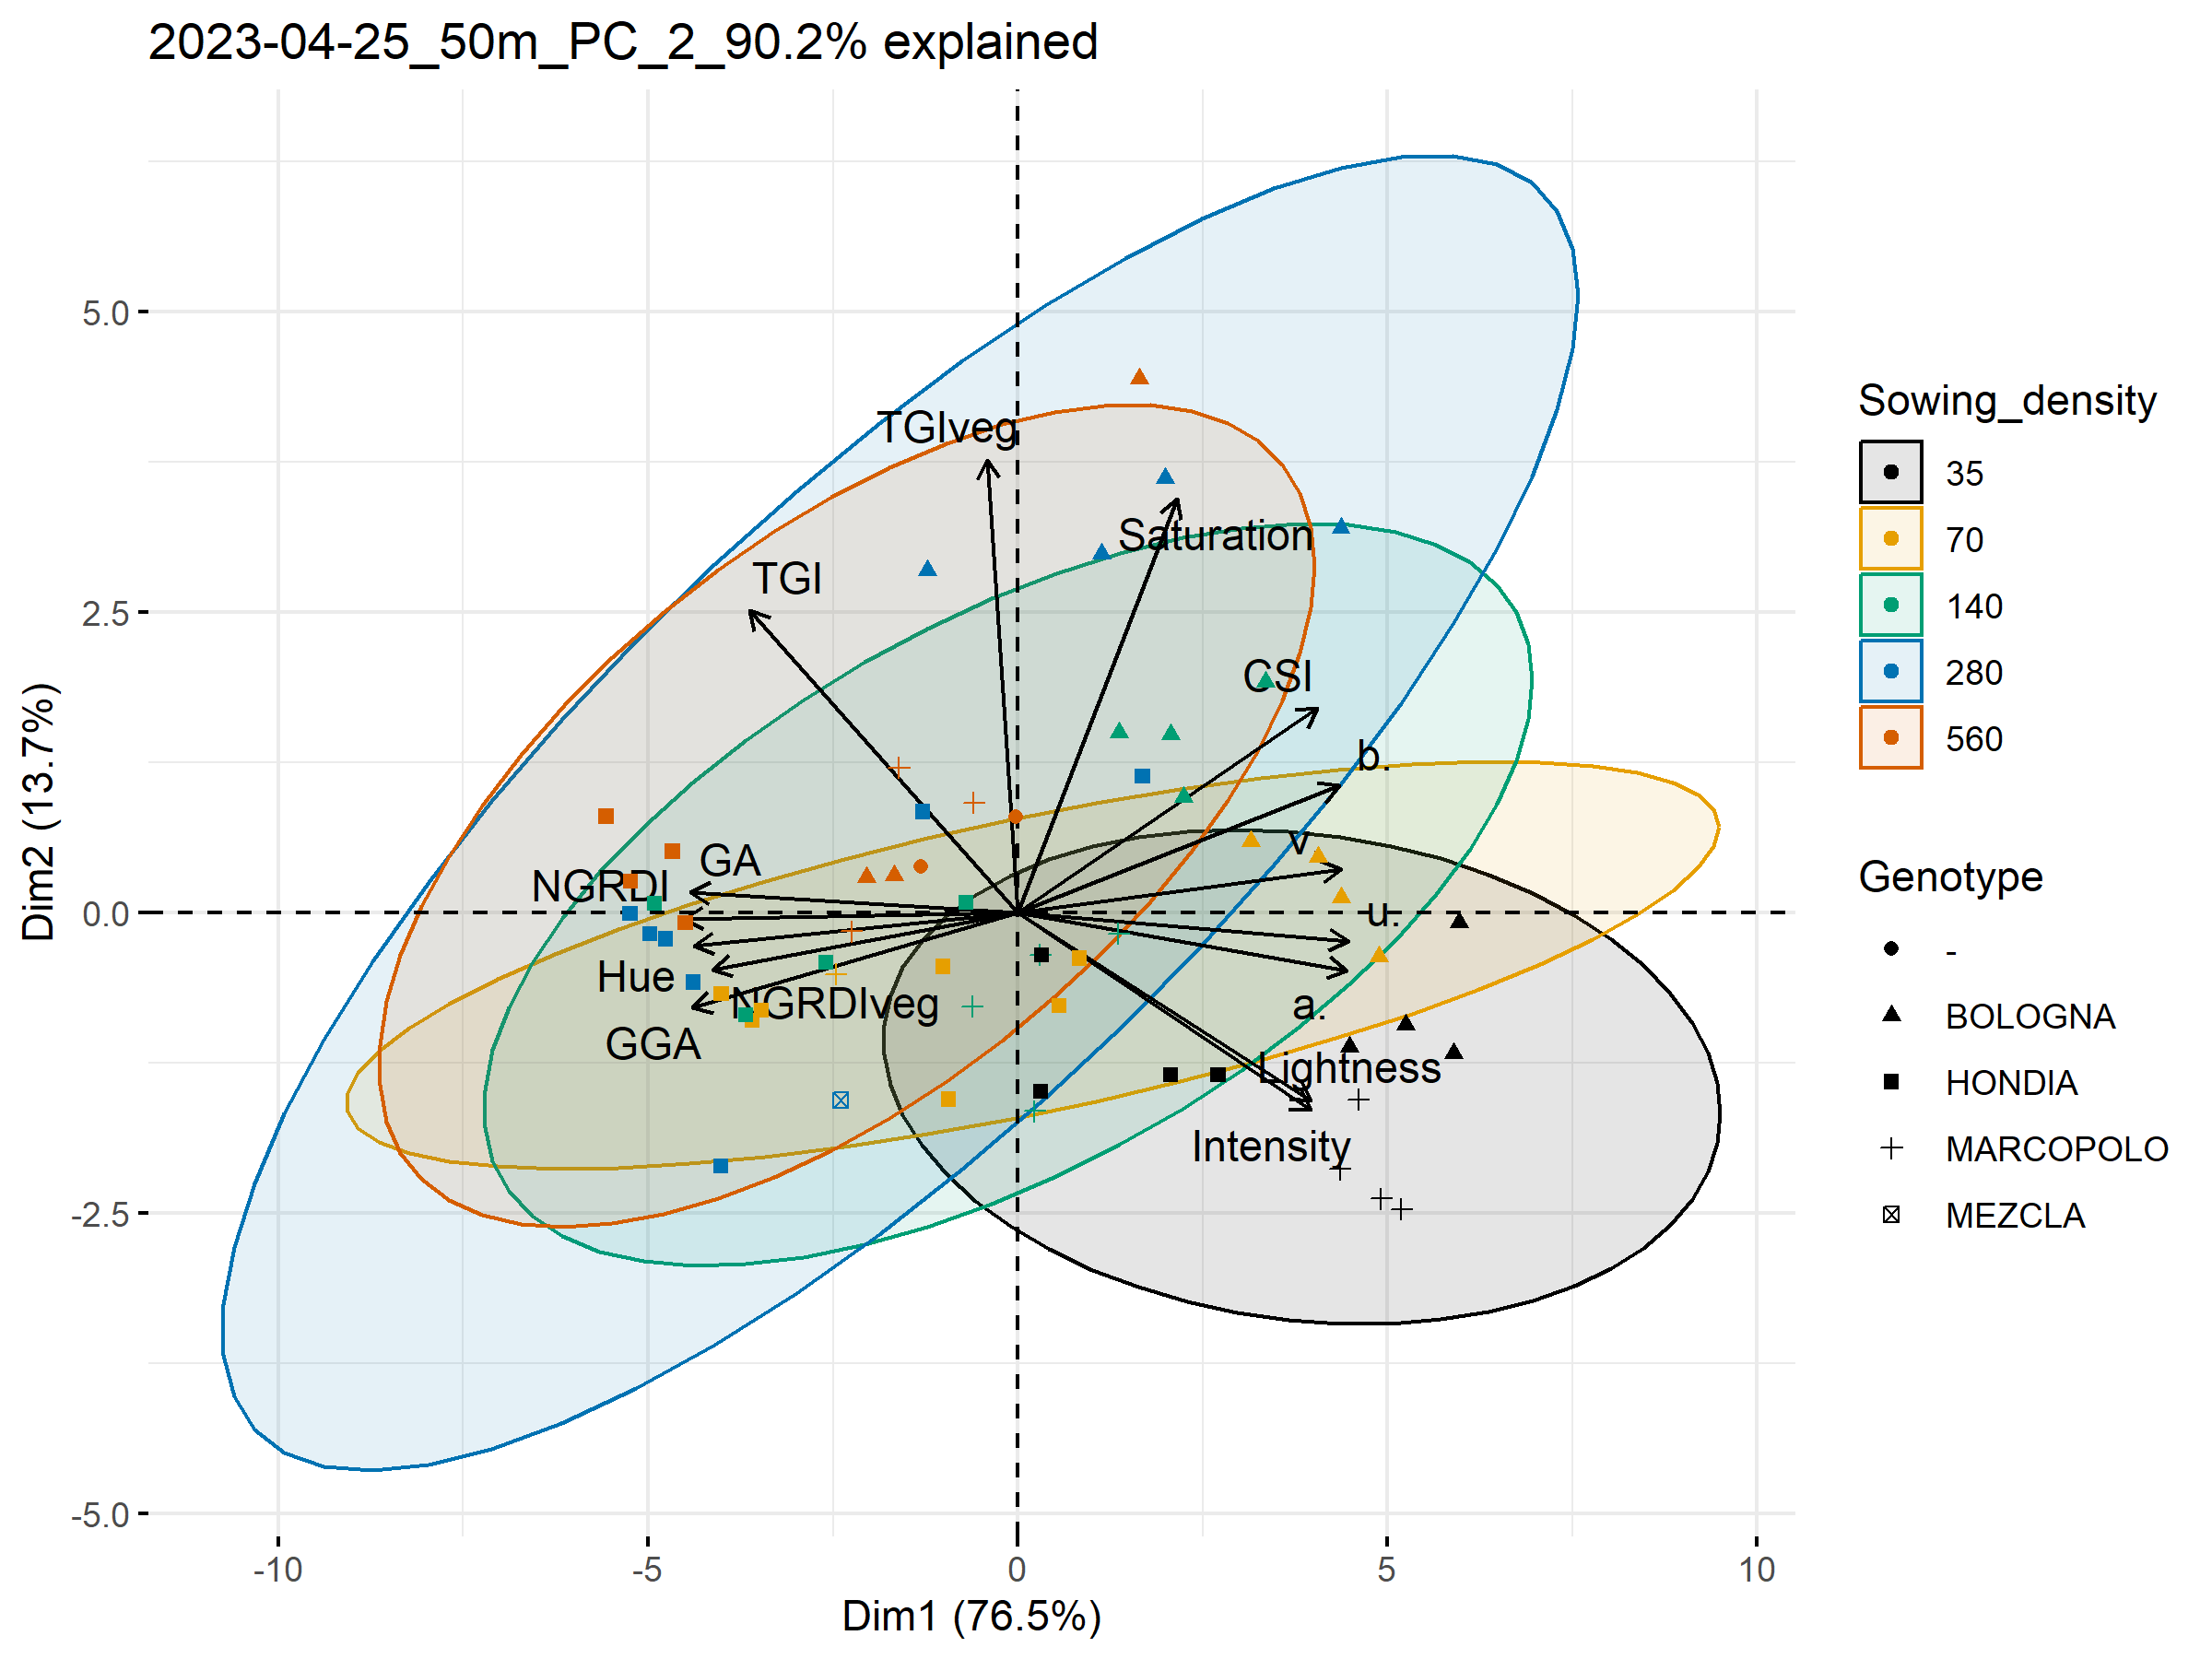 2023-04-25_50m_PC_2_90.2% explained
Dim2 (13.7%)
5.0
2.5
0.0
-2.5
-5.0
-10
-5
0
5
10
Dim1 (76.5%)
TGIveg
Saturation
TGI
CSI
b.
v.
GA
NGRDI
u.
Hue
NGRDIveg
a.
GGA
Lightness
Intensity
Sowing_density
35
70
140
280
560
Genotype
-
BOLOGNA
HONDIA
MARCOPOLO
MEZCLA